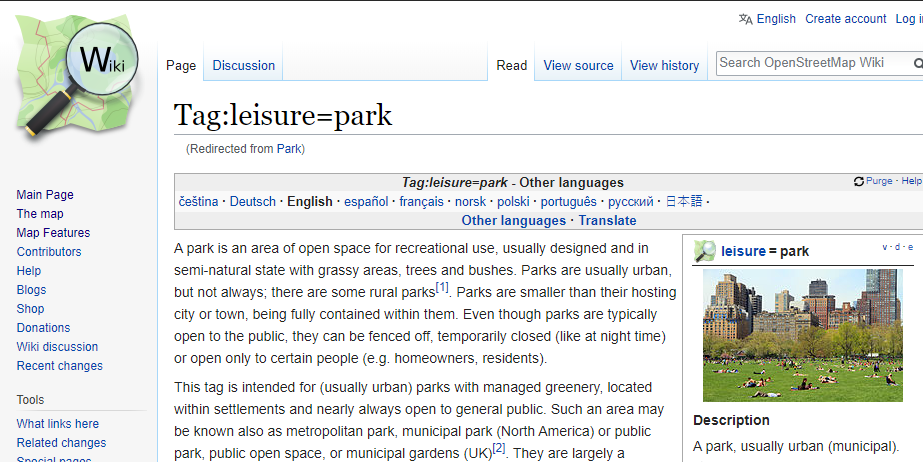 Wiki
English Create account Log i
Page Discussion Read View source View history Search OpenStreetMap Wiki
Tag:leisure=park
(Redirected from Park)
Tag:leisure=park - Other languages Purge · Help
čeština · Deutsch · English · español · français · norsk · polski · português · русский · 日本語 ·
Other languages · Translate
Main Page
The map
Map Features
Contributors
Help
Blogs
Shop
Donations
Wiki discussion
Recent changes
Tools
What links here
Related changes
Special pages
A park is an area of open space for recreational use, usually designed and in
semi-natural state with grassy areas, trees and bushes. Parks are usually urban,
but not always; there are some rural parks[1]. Parks are smaller than their hosting
city or town, being fully contained within them. Even though parks are typically
open to the public, they can be fenced off, temporarily closed (like at night time)
or open only to certain people (e.g. homeowners, residents).
This tag is intended for (usually urban) parks with managed greenery, located
within settlements and nearly always open to general public. Such an area may
be known also as metropolitan park, municipal park (North America) or public
park, public open space, or municipal gardens (UK)[2]. They are largely a
leisure = park v · d · e
Description
A park, usually urban (municipal).